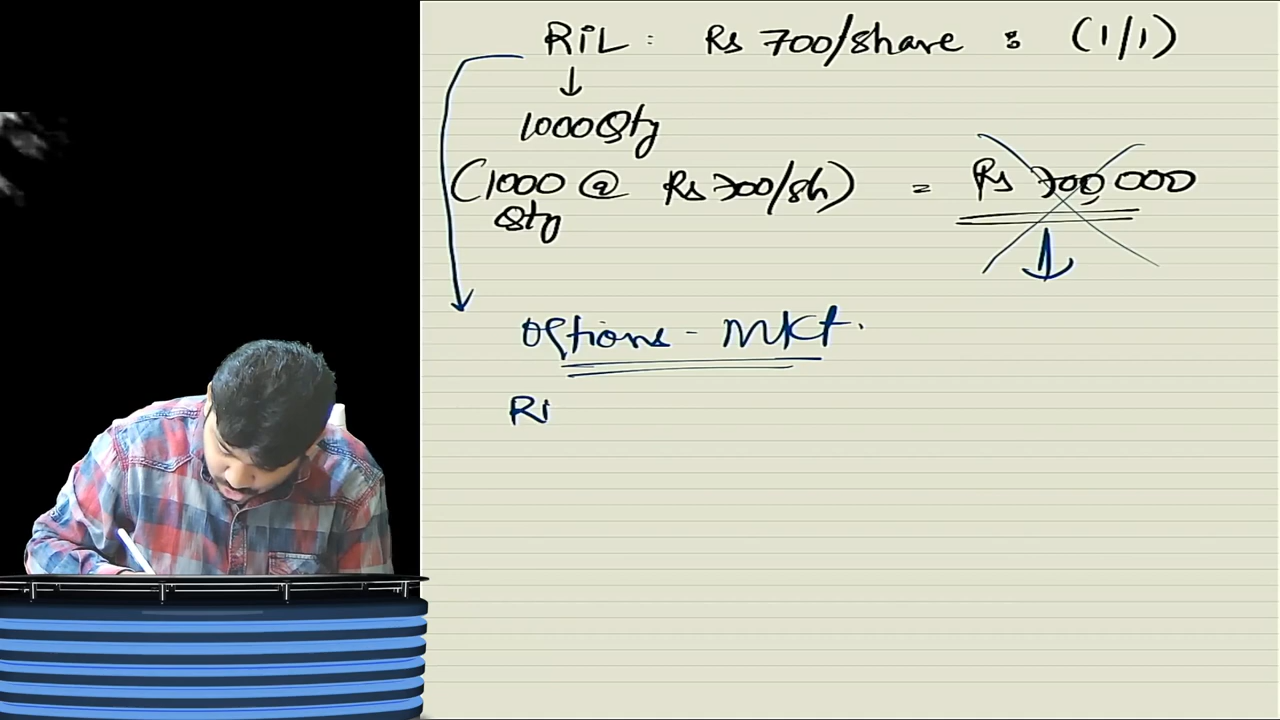 RIL : Rs 700/share : (1/1)
1000 Qty
(1000 @ Rs 700/sh) = Rs 700,000
Qty
Options - Mkt.
RI